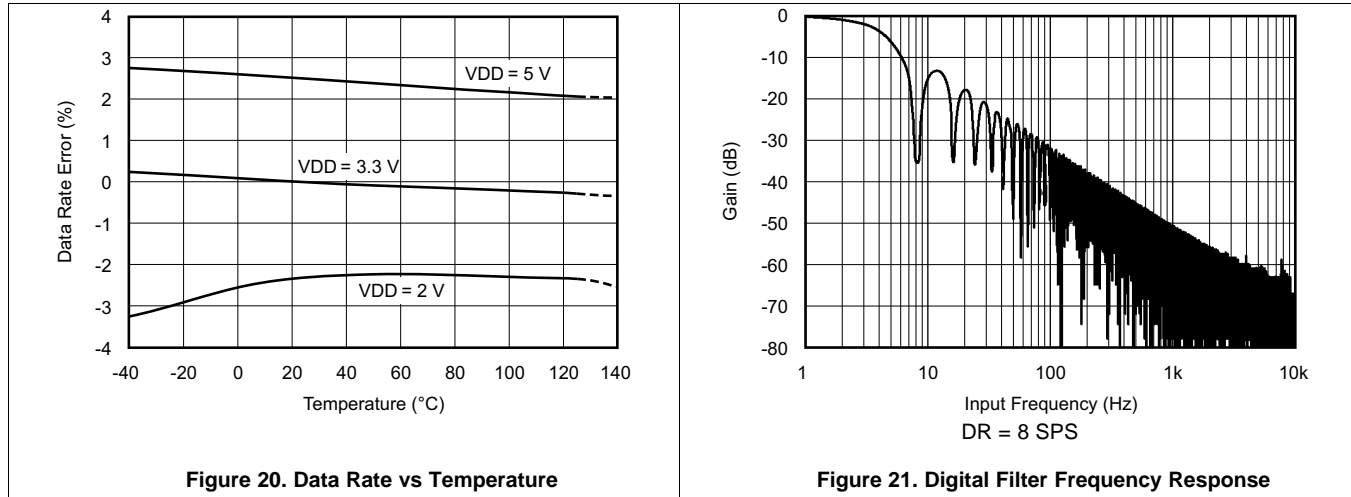 4
3
2
1
0
-1
-2
-3
-4
Data Rate Error (%)
VDD = 5 V
VDD = 3.3 V
VDD = 2 V
-40 -20 0 20 40 60 80 100 120 140
Temperature (°C)
Figure 20. Data Rate vs Temperature
0
-10
-20
-30
-40
-50
-60
-70
-80
Gain (dB)
1 10 100 1k 10k
Input Frequency (Hz)
DR = 8 SPS
Figure 21. Digital Filter Frequency Response